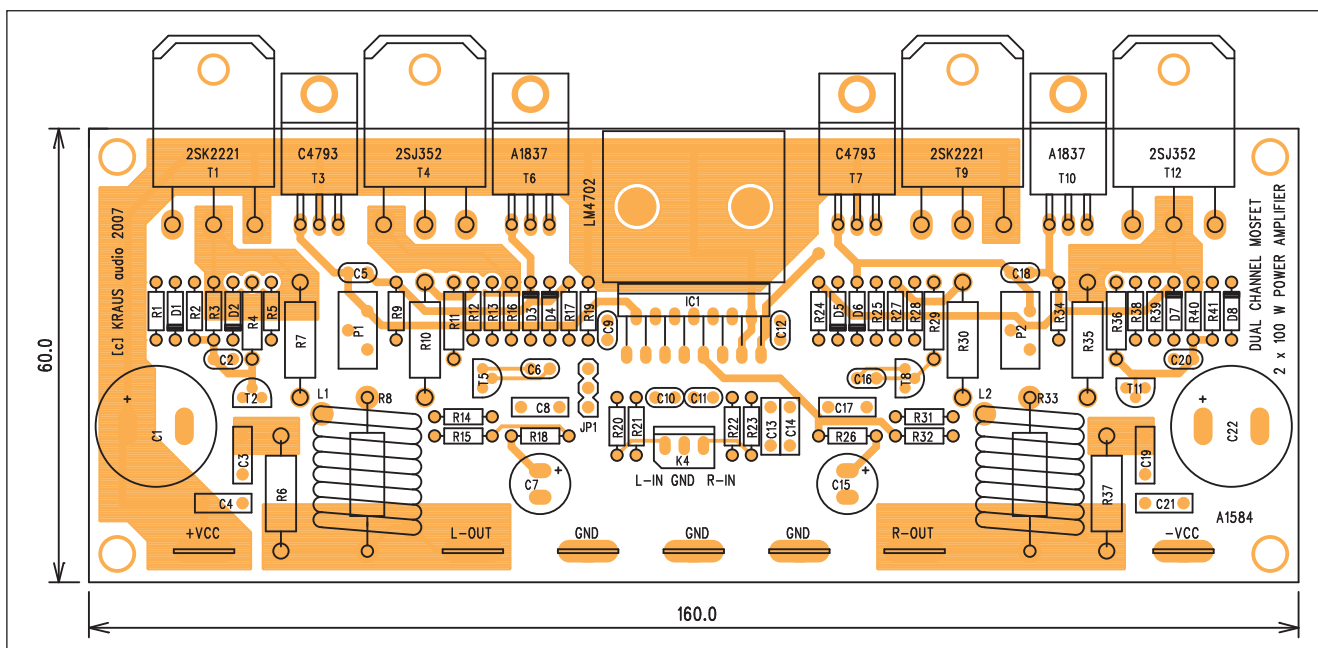 2SK2221
T1
C4793
T3
2SJ352
T4
A1837
T6
LM4702
C4793
T7
2SK2221
T9
A1837
T10
2SJ352
T12
[c] KRAUS audio 2007
DUAL CHANNEL MOSFET
2 x 100 W POWER AMPLIFIER
60.0
R1
D1
R2
R3
D2
R4
R5
R7
C5
P1
R9
R10
R11
R12
R13
R16
D3
D4
R17
R19
C9
IC1
C12
R24
D5
D6
R25
R27
R28
R29
R30
C18
P2
R34
R35
R36
R38
R39
D7
R40
R41
D8
C2
T2
T5
C6
C16
T8
C20
T11
+
C1
L1
R8
R14
R15
C8
R18
JP1
C10
C11
R20
R21
R22
R23
C13
C14
K4
C17
R26
R31
R32
L2
R33
C19
+
C22
C3
C4
R6
+
C7
L-IN GND R-IN
+
C15
R37
C21
A1584
+VCC
L-OUT
GND
GND
GND
R-OUT
-VCC
160.0